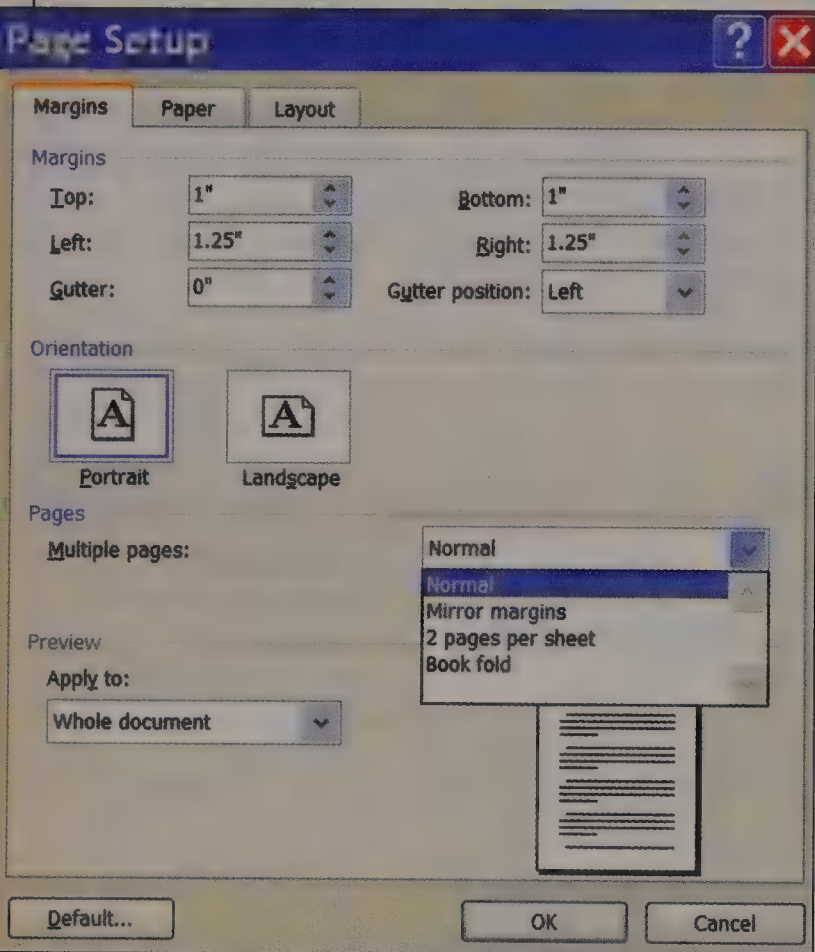 Page Setup
?
Margins Paper Layout
Margins
Top: 1" Bottom: 1"
Left: 1.25" Right: 1.25"
Gutter: 0" Gutter position: Left
Orientation
A A
Portrait Landscape
Pages
Multiple pages: Normal
Normal
Mirror margins
2 pages per sheet
Book fold
Preview
Apply to:
Whole document
Default... OK Cancel